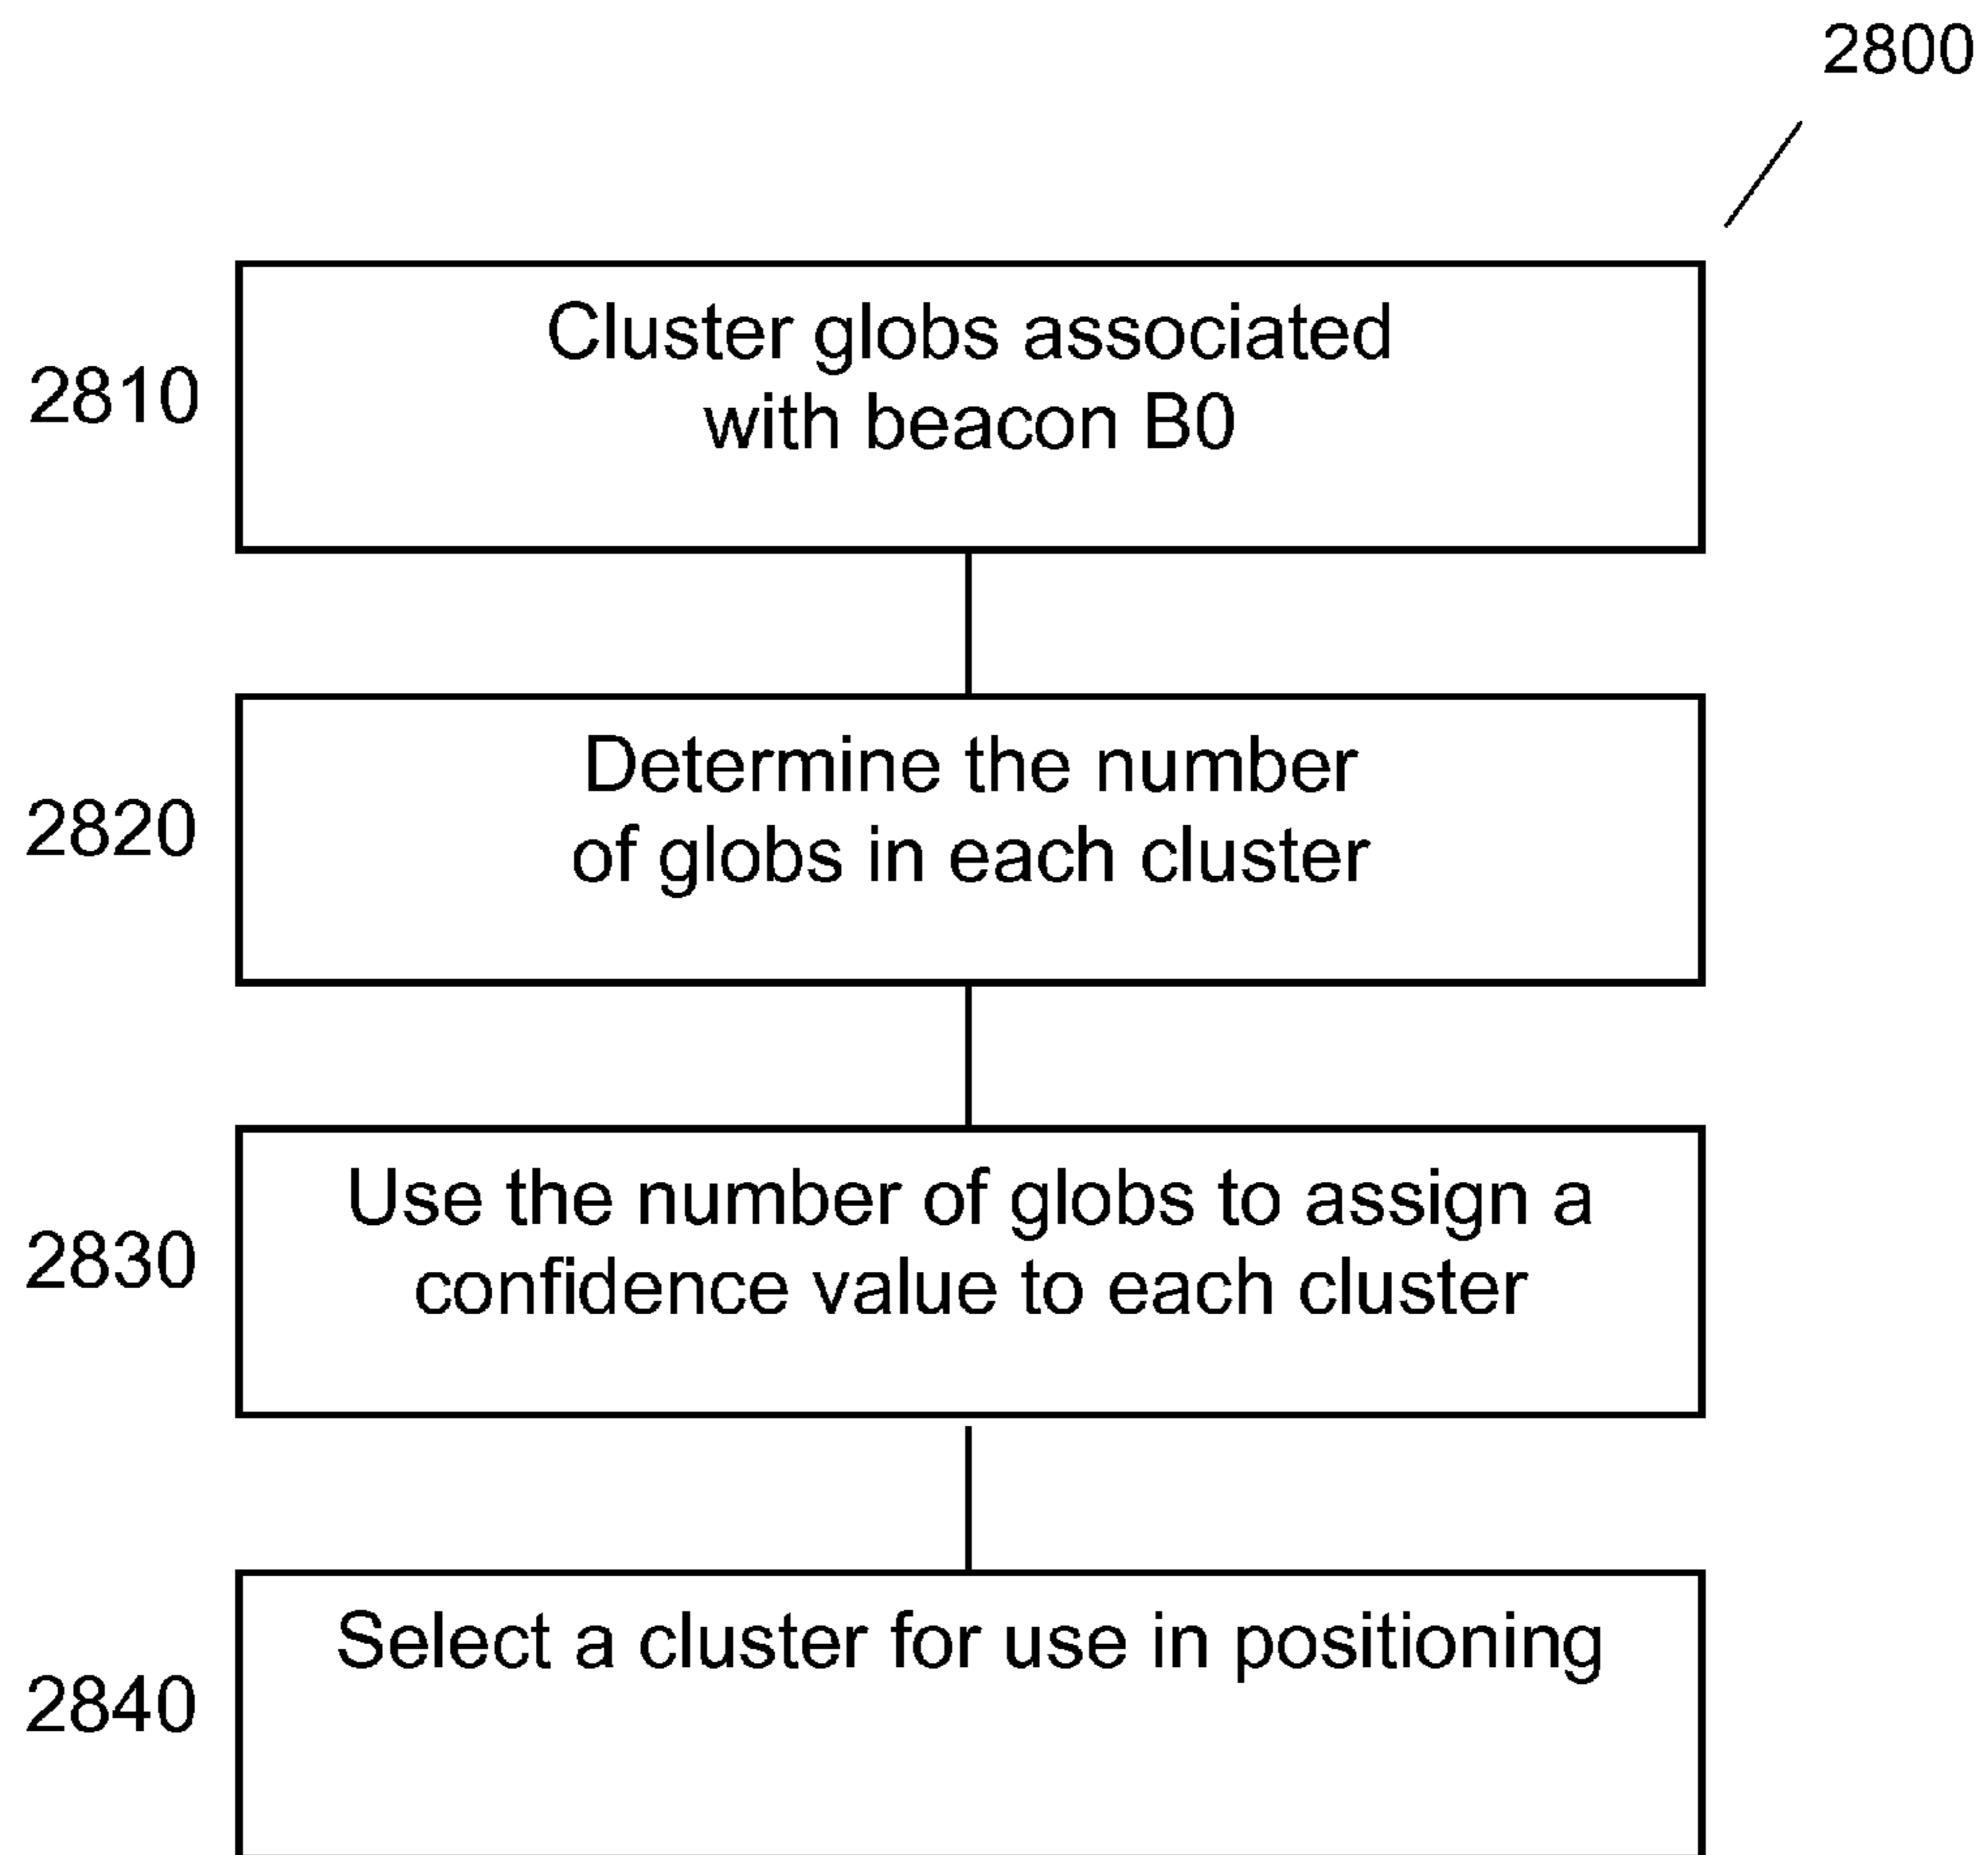 2800
Cluster globs associated
with beacon B0
2810
Determine the number
of globs in each cluster
2820
Use the number of globs to assign a
confidence value to each cluster
2830
Select a cluster for use in positioning
2840